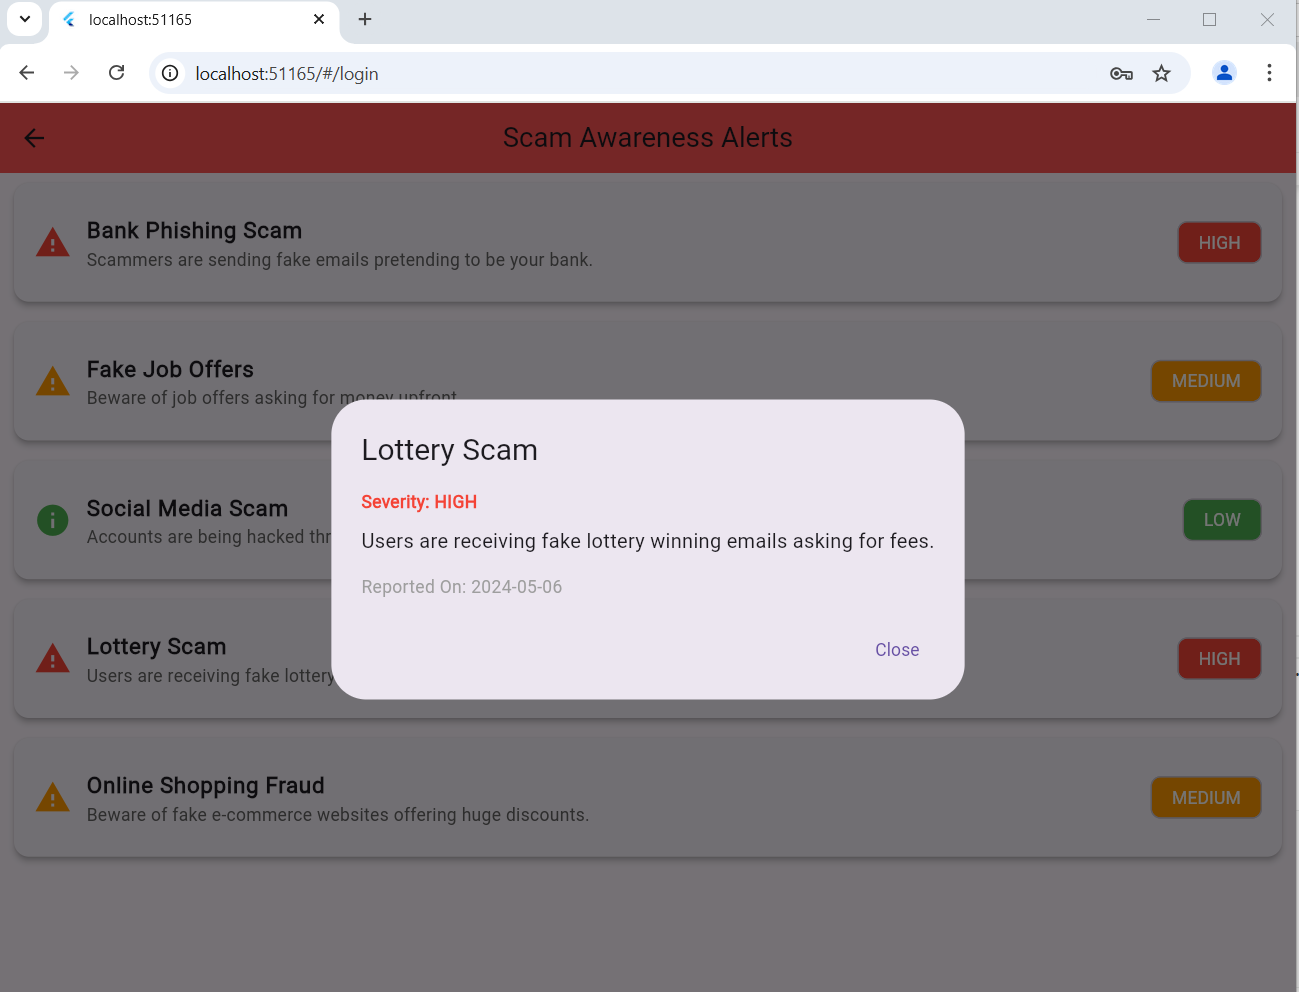 localhost:51165
localhost:51165/#/login
Scam Awareness Alerts
Bank Phishing Scam
Scammers are sending fake emails pretending to be your bank.
HIGH
Fake Job Offers
Beware of job offers asking for money upfront
MEDIUM
Social Media Scam
Accounts are being hacked thr
LOW
Lottery Scam
Severity: HIGH
Users are receiving fake lottery winning emails asking for fees.
Reported On: 2024-05-06
Close
Lottery Scam
Users are receiving fake lottery
HIGH
Online Shopping Fraud
Beware of fake e-commerce websites offering huge discounts.
MEDIUM